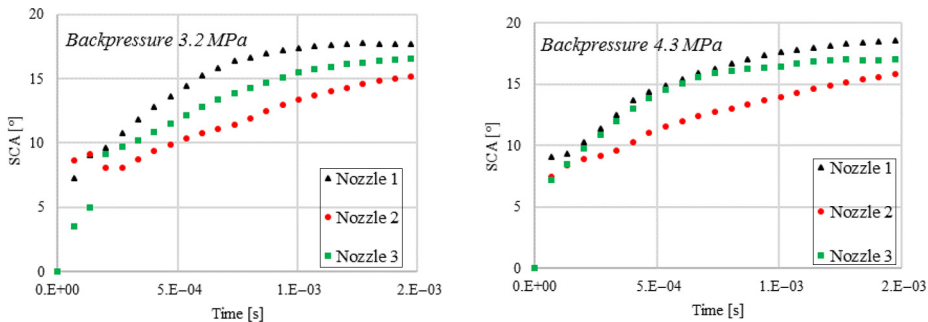 Backpressure 3.2 MPa
20
15
10
5
0
SCA [°]
0.E+00
5.E−04
1.E−03
2.E−03
Time [s]
Nozzle 1
Nozzle 2
Nozzle 3
Backpressure 4.3 MPa
20
15
10
5
0
SCA [°]
0.E+00
5.E−04
1.E−03
2.E−03
Time [s]
Nozzle 1
Nozzle 2
Nozzle 3